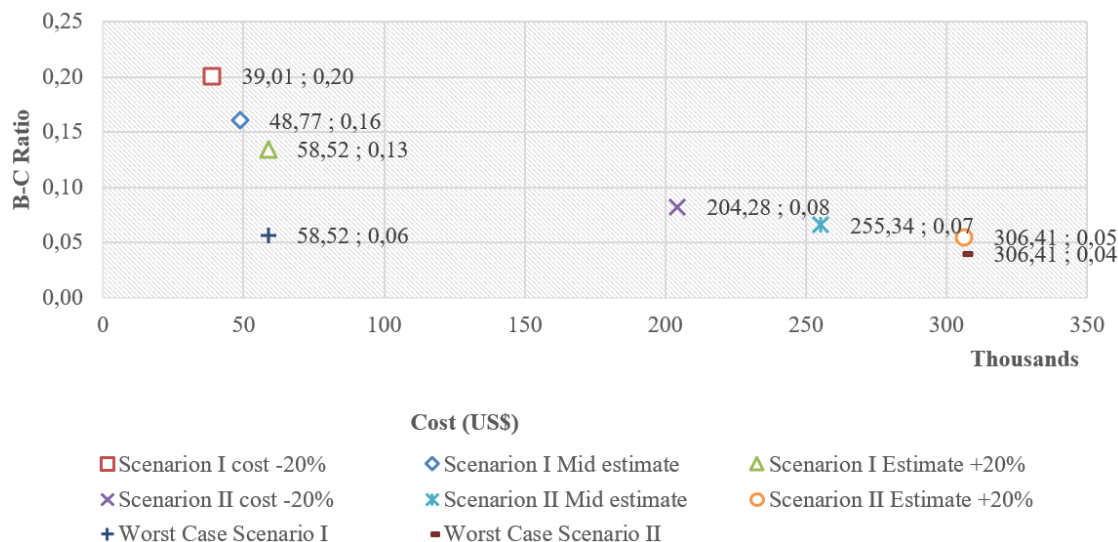 0,25
0,20
0,15
0,10
0,05
0,00
B-C Ratio
39,01 ; 0,20
48,77 ; 0,16
58,52 ; 0,13
58,52 ; 0,06
204,28 ; 0,08
255,34 ; 0,07
306,41 ; 0,05
306,41 ; 0,04
0 50 100 150 200 250 300 350
Thousands
Cost (US$)
Scenarion I cost -20% Scenarion I Mid estimate Scenarion I Estimate +20%
Scenarion II cost -20% Scenarion II Mid estimate Scenarion II Estimate +20%
Worst Case Scenario I Worst Case Scenario II